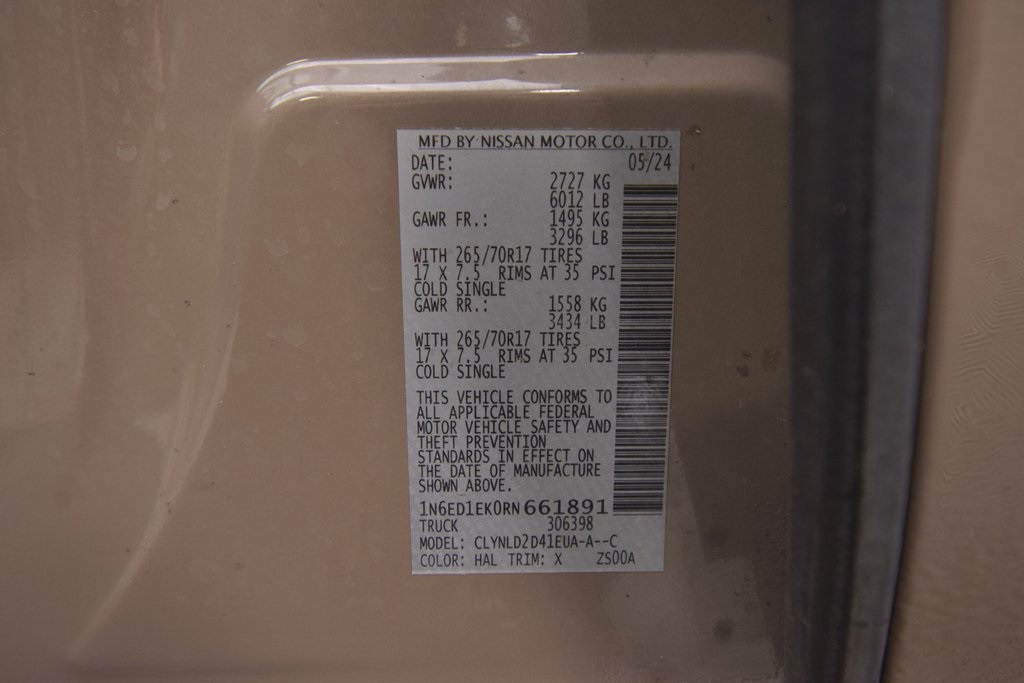 MFD BY NISSAN MOTOR CO., LTD.
DATE: 05/24
GVWR: 2727 KG
6012 LB
GAWR FR.: 1495 KG
3296 LB
WITH 265/70R17 TIRES
17 X 7.5 RIMS AT 35 PSI
COLD SINGLE
GAWR RR.: 1558 KG
3434 LB
WITH 265/70R17 TIRES
17 X 7.5 RIMS AT 35 PSI
COLD SINGLE
THIS VEHICLE CONFORMS TO
ALL APPLICABLE FEDERAL
MOTOR VEHICLE SAFETY AND
THEFT PREVENTION
STANDARDS IN EFFECT ON
THE DATE OF MANUFACTURE
SHOWN ABOVE.
1N6ED1EK0RN661891
TRUCK 306398
MODEL: CLYNLD2D41EUA-A--C
COLOR: HAL TRIM: X ZS00A